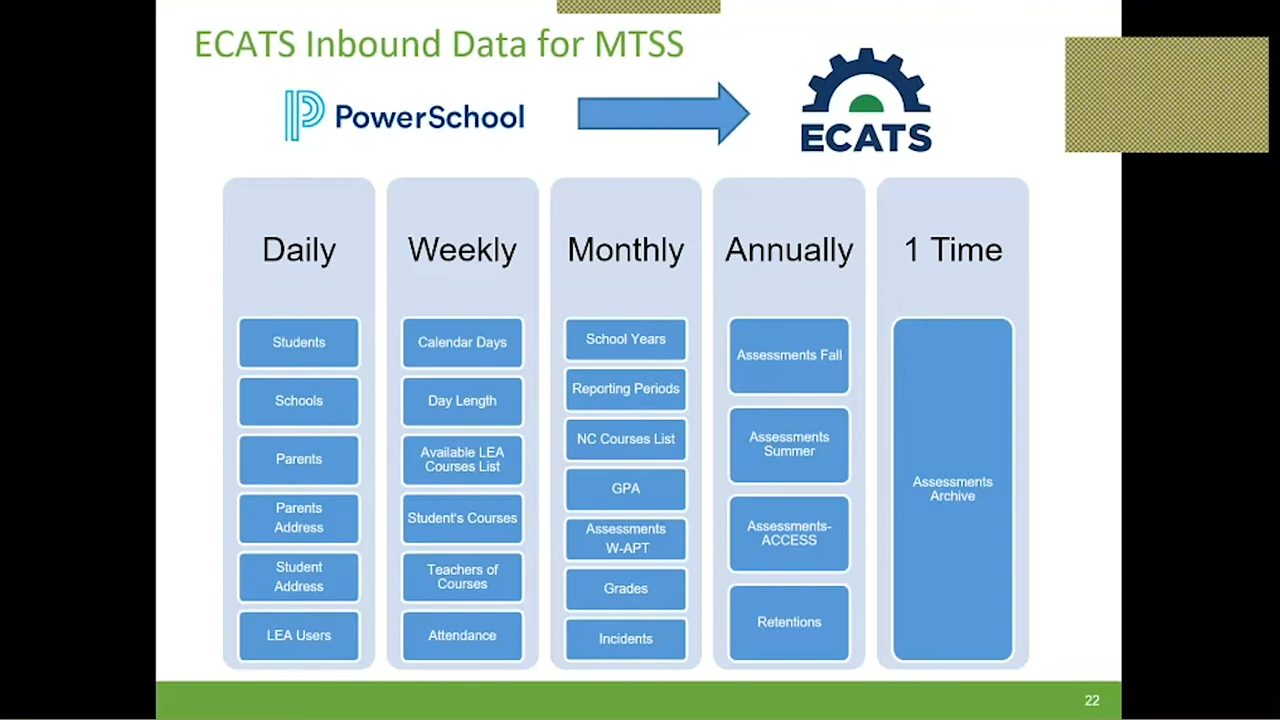 ECATS Inbound Data for MTSS
PowerSchool
ECATS
Daily
Weekly
Monthly
Annually
1 Time
Students
Schools
Parents
Parents
Address
Student
Address
LEA Users
Calendar Days
Day Length
Available LEA
Courses List
Student's Courses
Teachers of
Courses
Attendance
School Years
Reporting Periods
NC Courses List
GPA
Assessments
W-APT
Grades
Incidents
Assessments Fall
Assessments
Summer
Assessments-
ACCESS
Retentions
Assessments
Archive
22